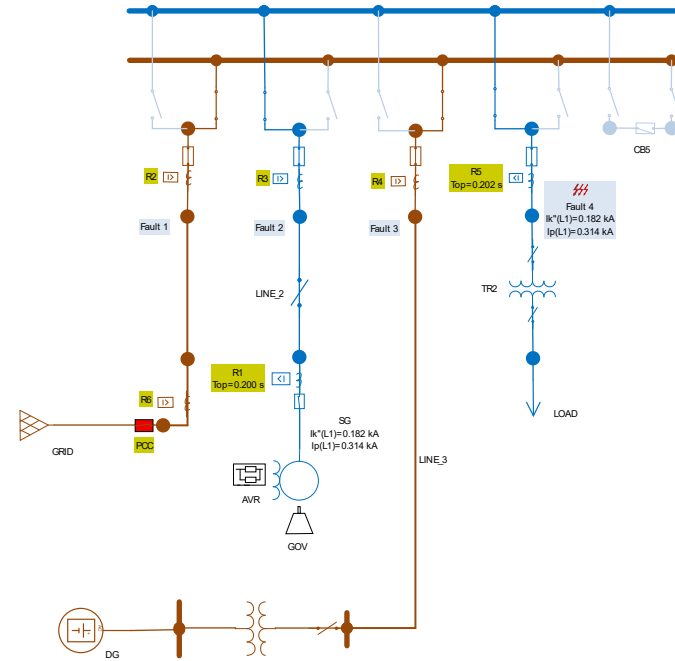 CB5
R2
R3
R4
R5
Top=0.202 s
Fault 1
Fault 2
Fault 3
Fault 4
Ik"(L1)=0.182 kA
Ip(L1)=0.314 kA
LINE_2
TR2
R1
Top=0.200 s
R6
PCC
GRID
SG
Ik"(L1)=0.182 kA
Ip(L1)=0.314 kA
LOAD
LINE_3
AVR
GOV
DG